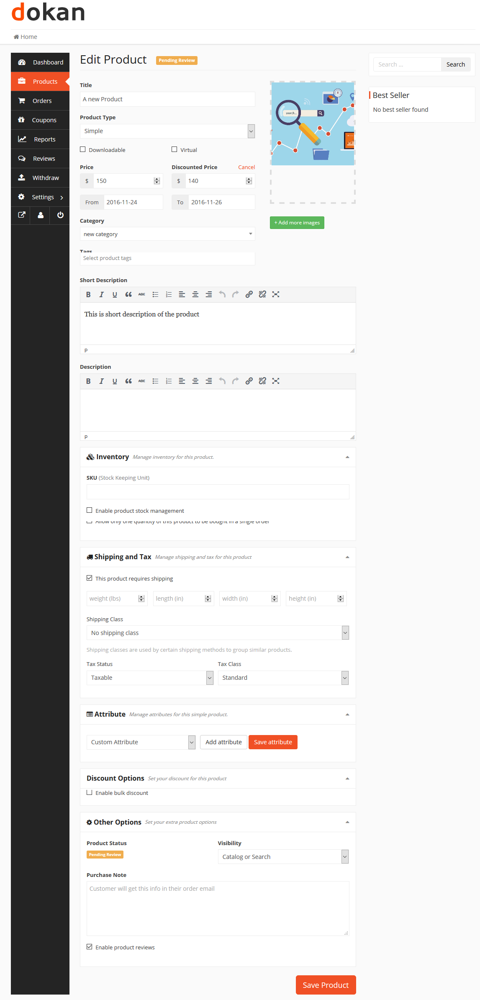 dokan
Home
Dashboard
Products
Orders
Coupons
Reports
Reviews
Withdraw
Settings
Edit Product Pending Review
Title
A new Product
Product Type
Simple
Downloadable Virtual
Price Discounted Price Cancel
$ 150 $ 140
From 2016-11-24 To 2016-11-26
Category
new category
Tags
Select product tags
search...
+ Add more images
Search ... Search
Best Seller
No best seller found
Short Description
B I U ABC
This is short description of the product
p
Description
B I U ABC
p
Inventory Manage inventory for this product.
SKU (Stock Keeping Unit)
Enable product stock management
Allow only one quantity of this product to be bought in a single order
Shipping and Tax Manage shipping and tax for this product
This product requires shipping
weight (lbs) length (in) width (in) height (in)
Shipping Class
No shipping class
Shipping classes are used by certain shipping methods to group similar products.
Tax Status Tax Class
Taxable Standard
Attribute Manage attributes for this simple product.
Custom Attribute Add attribute Save attribute
Discount Options Set your discount for this product
Enable bulk discount
Other Options Set your extra product options
Product Status Visibility
Pending Review Catalog or Search
Purchase Note
Customer will get this info in their order email
Enable product reviews
Save Product